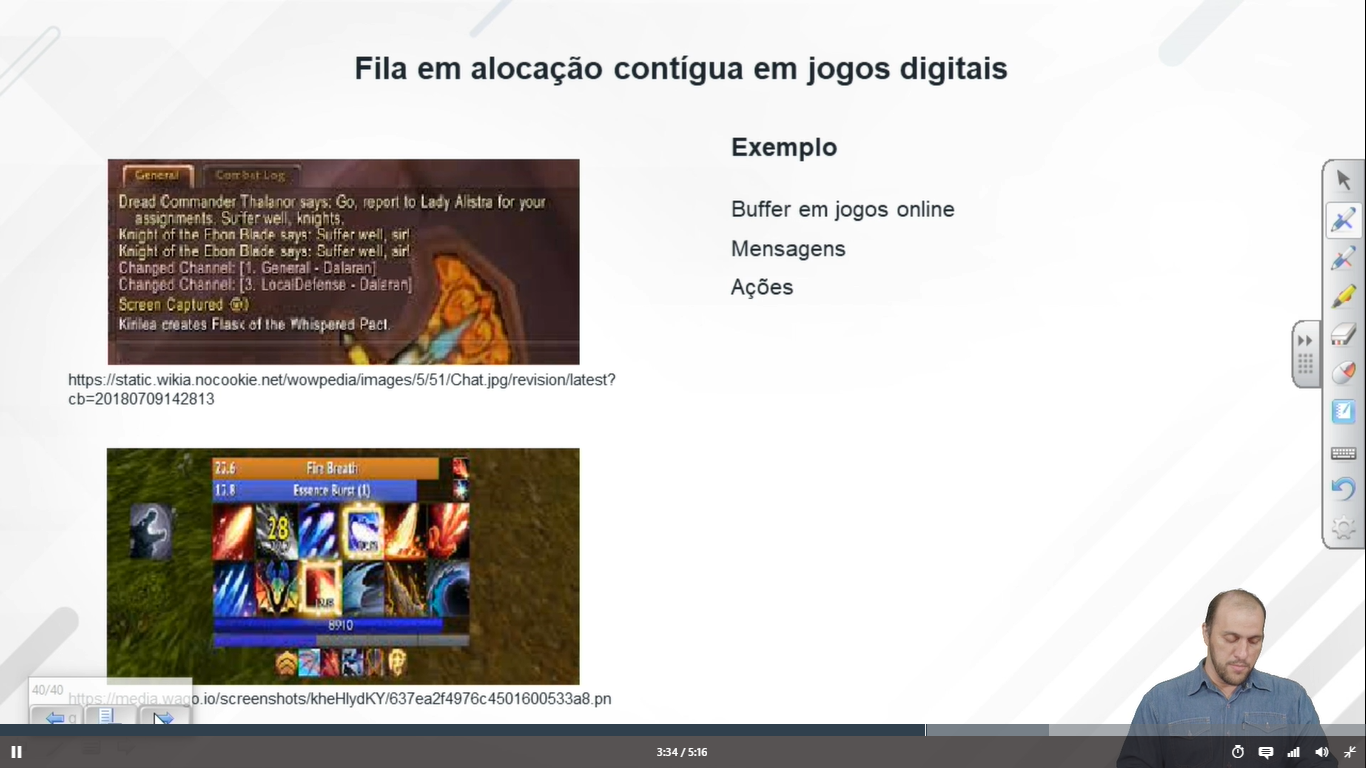 Fila em alocação contígua em jogos digitais
Exemplo
Buffer em jogos online
Mensagens
Ações
General
Combat Log
Dread Commander Thalanor says: Go, report to Lady Alistra for your
assignments. Suffer well, knights.
Knight of the Ebon Blade says: Suffer well, sir!
Knight of the Ebon Blade says: Suffer well, sir!
Changed Channel: [1. General - Dalaran]
Changed Channel: [3. LocalDefense - Dalaran]
Screen Captured
Kirilea creates Flask of the Whispered Pact.
https://static.wikia.nocookie.net/wowpedia/images/5/51/Chat.jpg/revision/latest?
cb=20180709142813
Fire Breath
Essence Burst (1)
28
8910
https://media.wago.io/screenshots/kheHlydKY/637ea2f4976c4501600533a8.pn
g
40/40
3:34 / 5:16